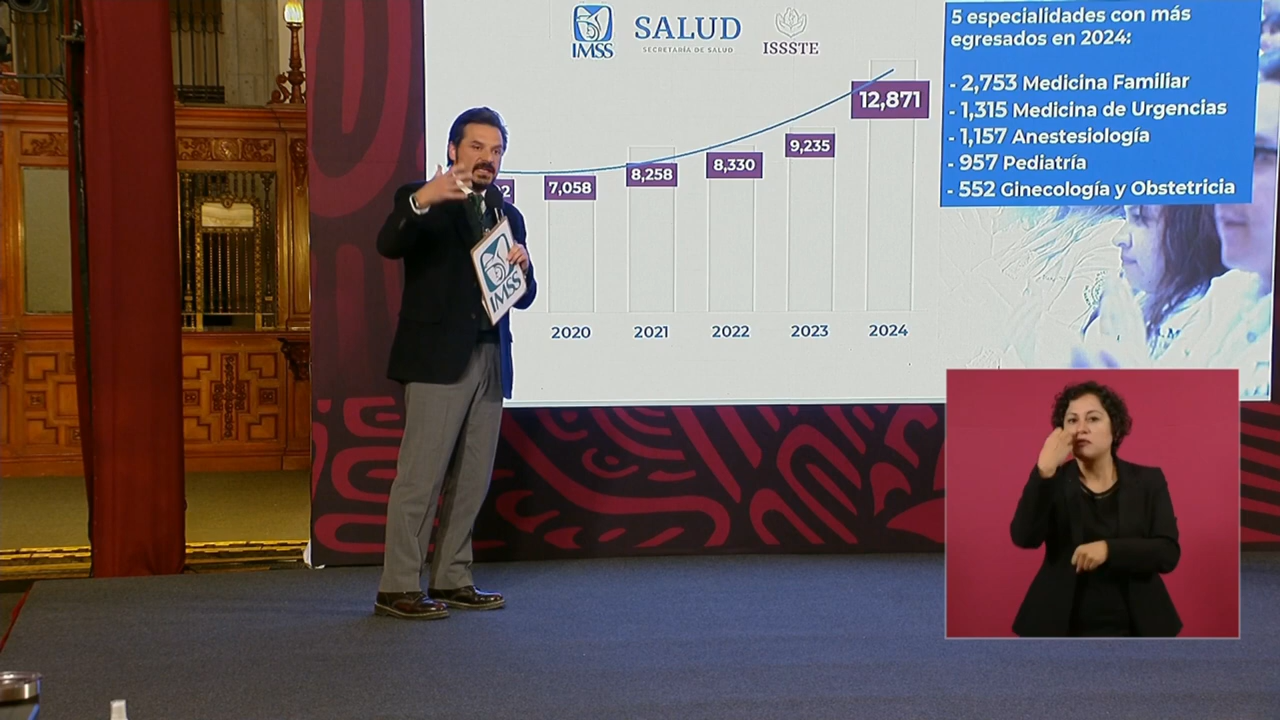 IMSS
SALUD
SECRETARÍA DE SALUD
ISSSTE
5 especialidades con más
egresados en 2024:
- 2,753 Medicina Familiar
- 1,315 Medicina de Urgencias
- 1,157 Anestesiología
- 957 Pediatría
- 552 Ginecología y Obstetricia
7,058
8,258
8,330
9,235
12,871
2020
2021
2022
2023
2024
IMSS